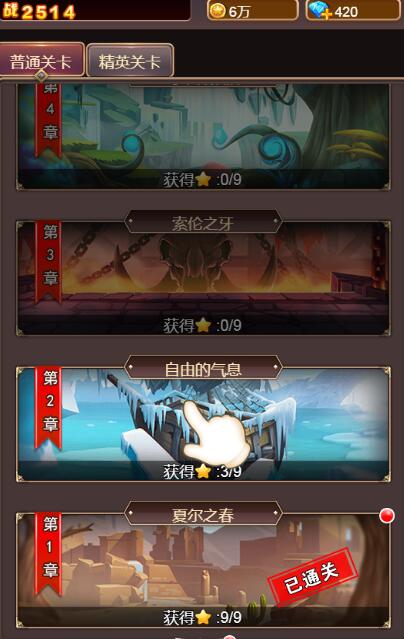 战2514
6万
420
普通关卡
精英关卡
第4章
获得 :0/9
索伦之牙
第3章
获得 :0/9
自由的气息
第2章
获得 :3/9
夏尔之春
第1章
已通关
获得 :9/9